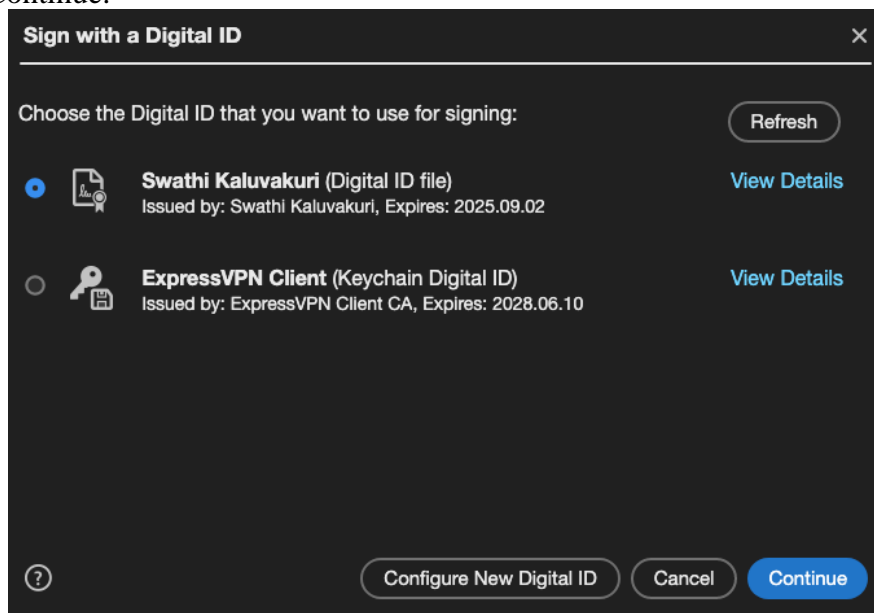 continue.
Sign with a Digital ID
Choose the Digital ID that you want to use for signing:
Refresh
Swathi Kaluvakuri (Digital ID file)
View Details
Issued by: Swathi Kaluvakuri, Expires: 2025.09.02
ExpressVPN Client (Keychain Digital ID)
View Details
Issued by: ExpressVPN Client CA, Expires: 2028.06.10
Configure New Digital ID
Cancel
Continue